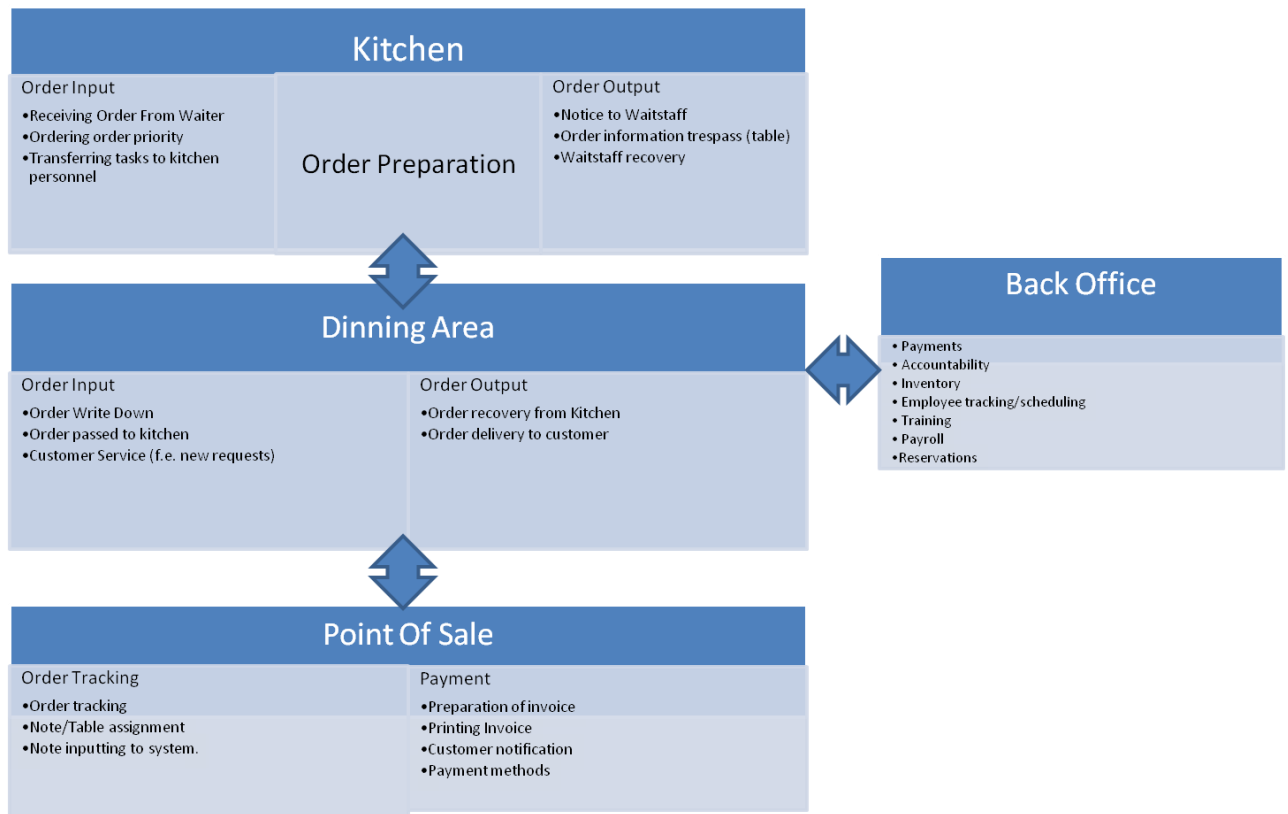 Kitchen
Order Input
•Receiving Order From Waiter
•Ordering order priority
•Transferring tasks to kitchen
personnel
Order Preparation
Order Output
•Notice to Waitstaff
•Order information trespass (table)
•Waitstaff recovery
Dinning Area
Order Input
•Order Write Down
•Order passed to kitchen
•Customer Service (f.e. new requests)
Order Output
•Order recovery from Kitchen
•Order delivery to customer
Back Office
• Payments
• Accountability
• Inventory
• Employee tracking/scheduling
• Training
• Payroll
•Reservations
Point Of Sale
Order Tracking
•Order tracking
•Note/Table assignment
•Note inputting to system.
Payment
•Preparation of invoice
•Printing Invoice
•Customer notification
•Payment methods